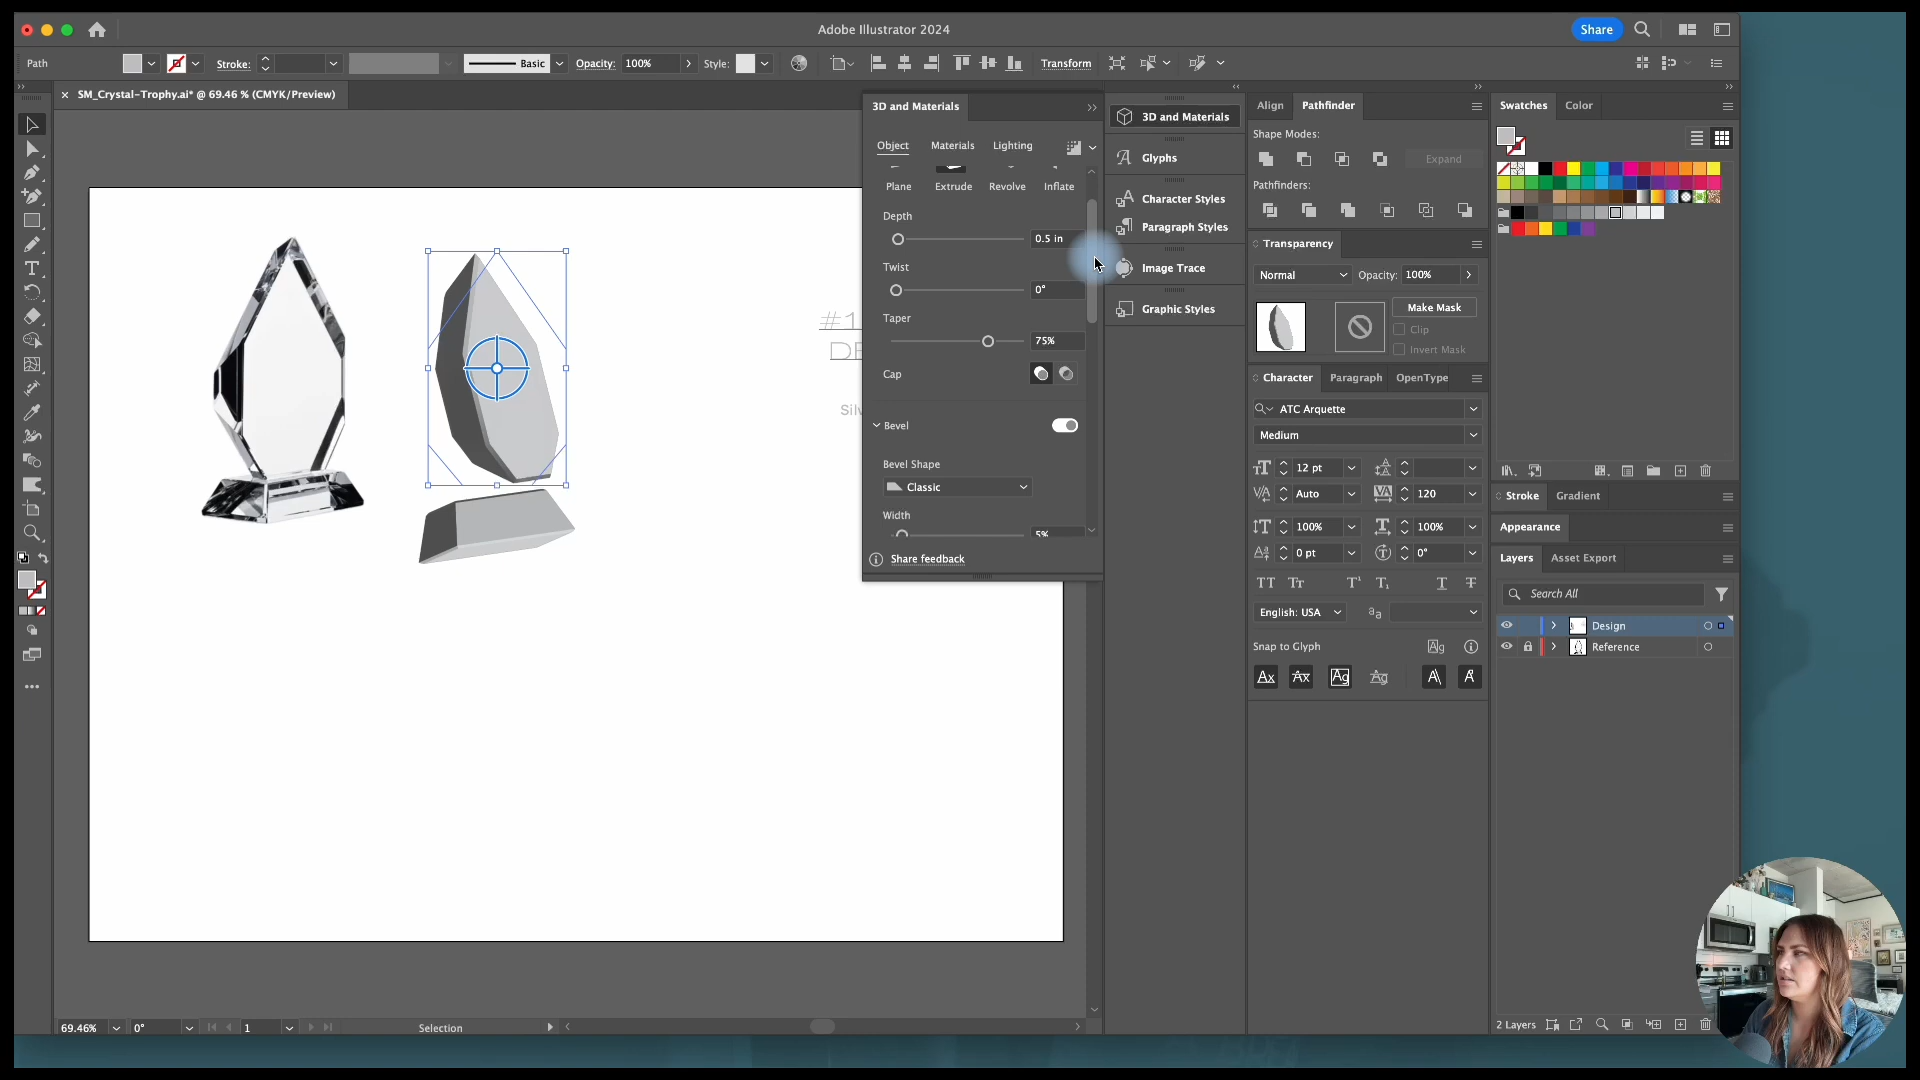 Adobe Illustrator 2024
Share
Path
Stroke:
Basic
Opacity:
100%
Style:
Transform
SM_Crystal-Trophy.ai* @ 69.46 % (CMYK/Preview)
3D and Materials
Object
Materials
Lighting
Plane
Extrude
Revolve
Inflate
Depth
0.5 in
Twist
0°
Taper
75%
Cap
Bevel
Bevel Shape
Classic
Width
5%
Share feedback
#1
Silv
3D and Materials
Glyphs
Character Styles
Paragraph Styles
Image Trace
Graphic Styles
Align
Pathfinder
Shape Modes:
Expand
Pathfinders:
Transparency
Normal
Opacity:
100%
Make Mask
Clip
Invert Mask
Character
Paragraph
OpenType
ATC Arquette
Medium
12 pt
Auto
120
100%
100%
0 pt
0°
English: USA
Snap to Glyph
Swatches
Color
Stroke
Gradient
Appearance
Layers
Asset Export
Search All
Design
Reference
2 Layers
69.46%
0°
1
Selection